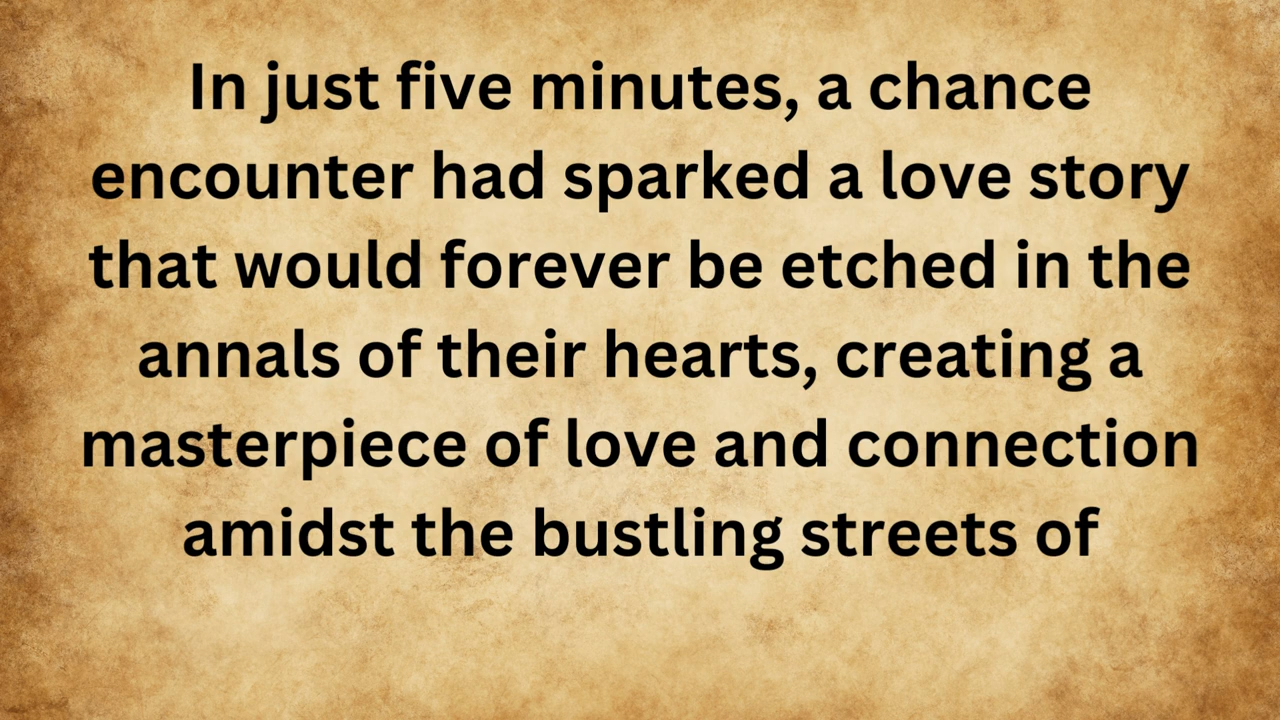 In just five minutes, a chance
encounter had sparked a love story
that would forever be etched in the
annals of their hearts, creating a
masterpiece of love and connection
amidst the bustling streets of